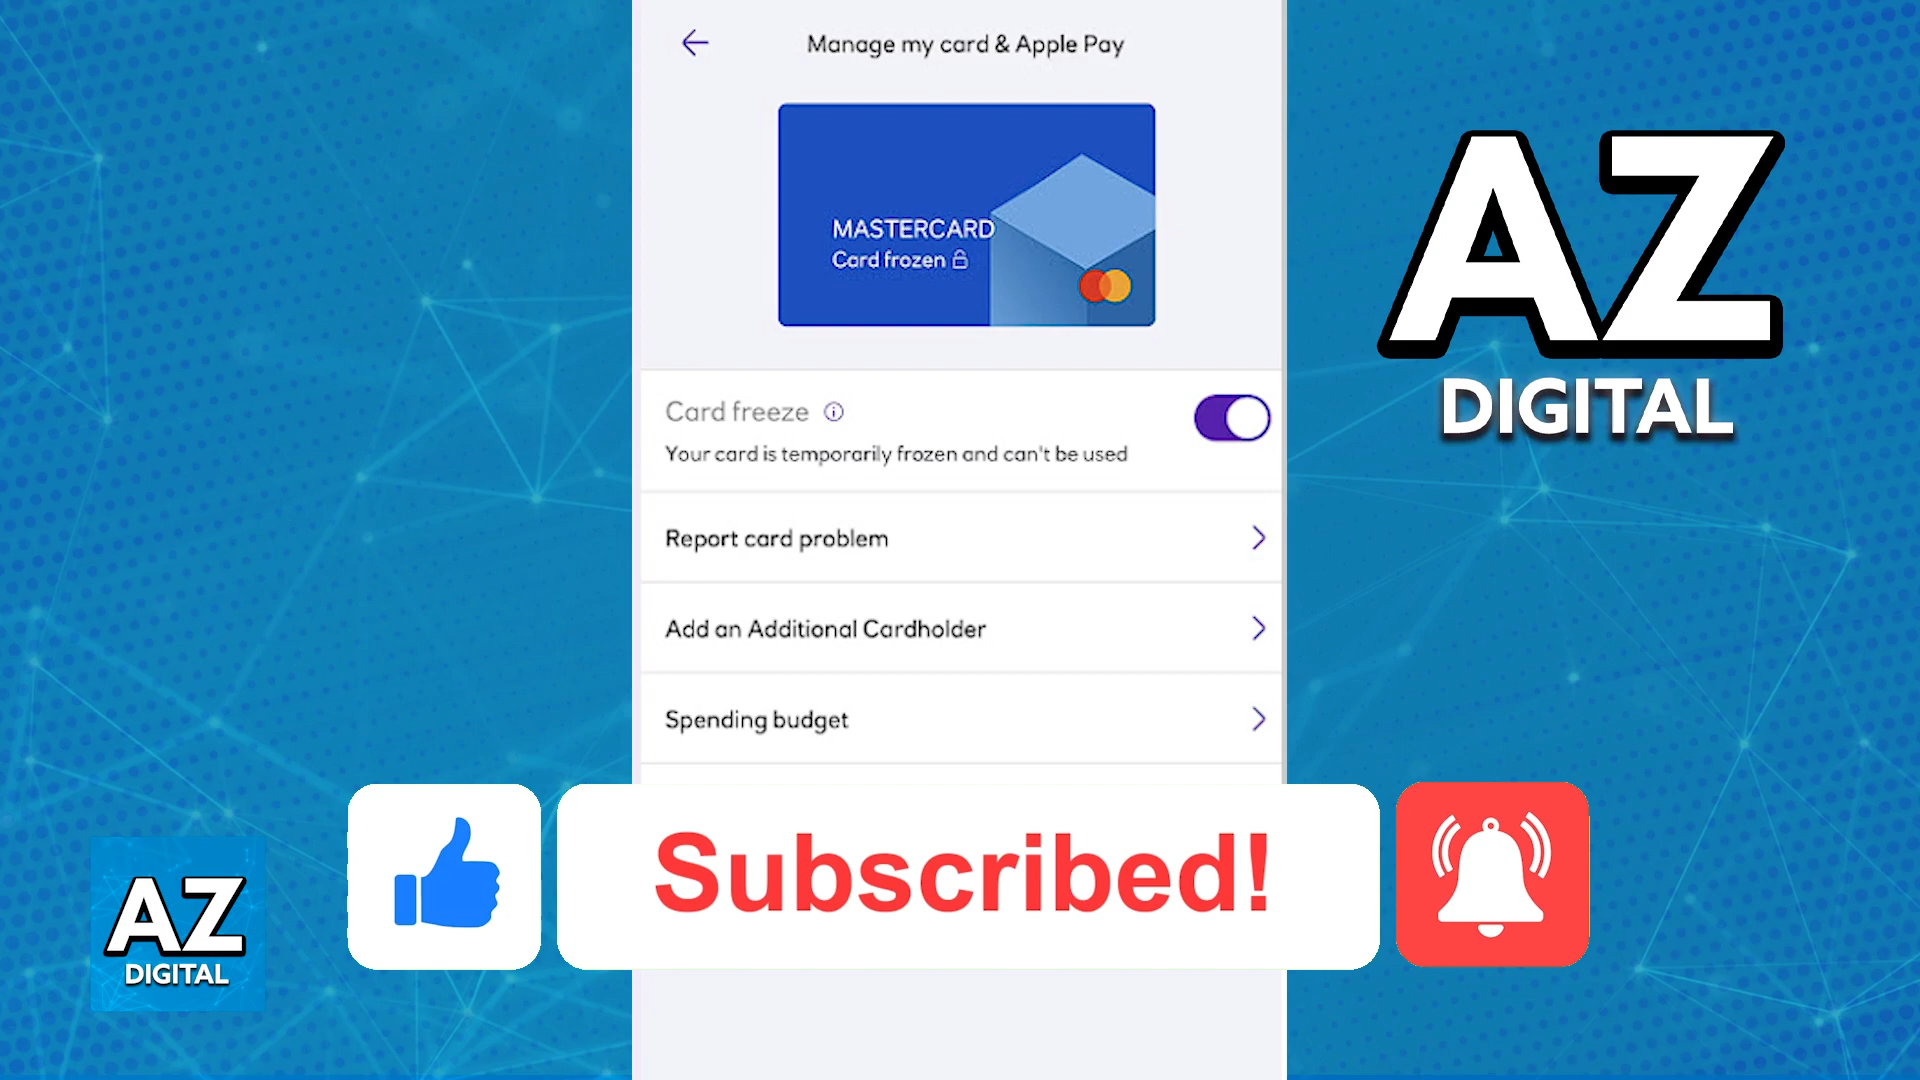 Manage my card & Apple Pay
MASTERCARD
Card frozen
Card freeze
Your card is temporarily frozen and can't be used
Report card problem
Add an Additional Cardholder
Spending budget
AZ
DIGITAL
Subscribed!
AZ
DIGITAL